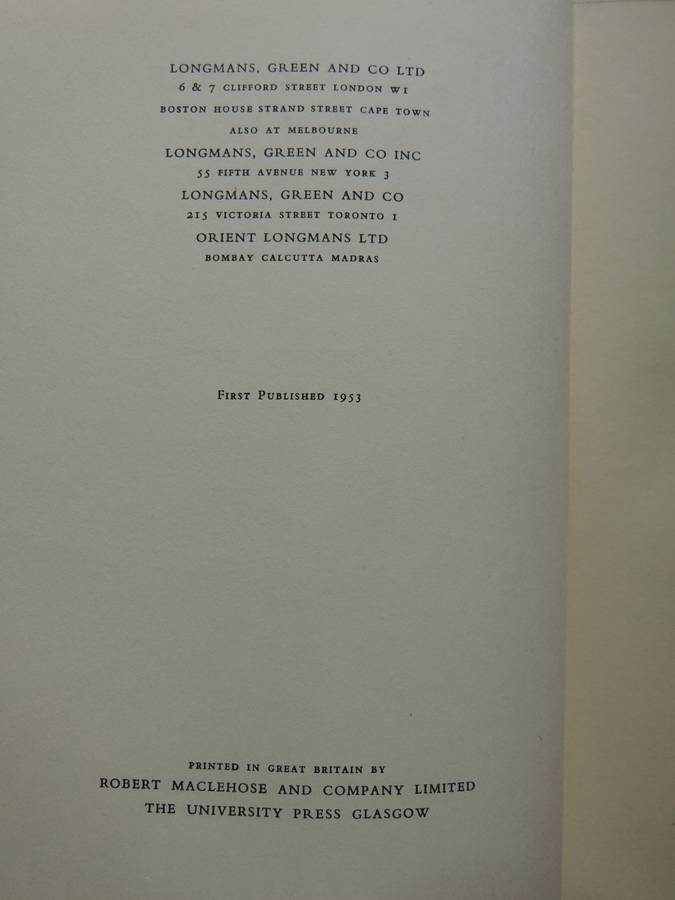 LONGMANS, GREEN AND CO LTD
6 & 7 CLIFFORD STREET LONDON W1
BOSTON HOUSE STRAND STREET CAPE TOWN
ALSO AT MELBOURNE
LONGMANS, GREEN AND CO INC
55 FIFTH AVENUE NEW YORK 3
LONGMANS, GREEN AND CO
215 VICTORIA STREET TORONTO 1
ORIENT LONGMANS LTD
BOMBAY CALCUTTA MADRAS
FIRST PUBLISHED 1953
PRINTED IN GREAT BRITAIN BY
ROBERT MACLEHOSE AND COMPANY LIMITED
THE UNIVERSITY PRESS GLASGOW